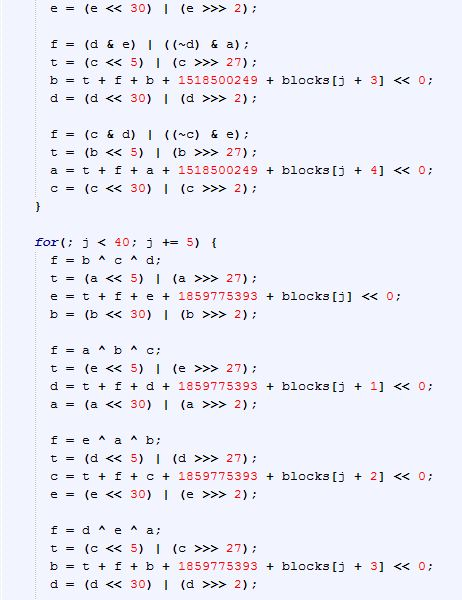 e = (e << 30) | (e >>> 2);
f = (d & e) | ((~d) & a);
t = (c << 5) | (c >>> 27);
b = t + f + b + 1518500249 + blocks[j + 3] << 0;
d = (d << 30) | (d >>> 2);
f = (c & d) | ((~c) & e);
t = (b << 5) | (b >>> 27);
a = t + f + a + 1518500249 + blocks[j + 4] << 0;
c = (c << 30) | (c >>> 2);
}
for(; j < 40; j += 5) {
f = b ^ c ^ d;
t = (a << 5) | (a >>> 27);
e = t + f + e + 1859775393 + blocks[j] << 0;
b = (b << 30) | (b >>> 2);
f = a ^ b ^ c;
t = (e << 5) | (e >>> 27);
d = t + f + d + 1859775393 + blocks[j + 1] << 0;
a = (a << 30) | (a >>> 2);
f = e ^ a ^ b;
t = (d << 5) | (d >>> 27);
c = t + f + c + 1859775393 + blocks[j + 2] << 0;
e = (e << 30) | (e >>> 2);
f = d ^ e ^ a;
t = (c << 5) | (c >>> 27);
b = t + f + b + 1859775393 + blocks[j + 3] << 0;
d = (d << 30) | (d >>> 2);